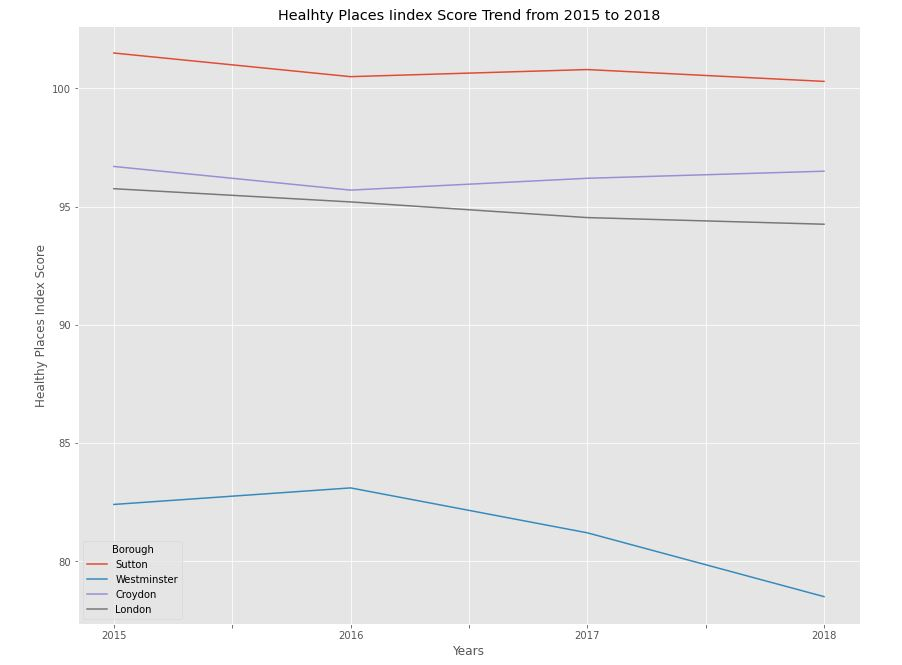 Healhty Places Iindex Score Trend from 2015 to 2018
100
95
90
85
80
Healthy Places Index Score
Borough
Sutton
Westminster
Croydon
London
2015 2016 2017 2018
Years